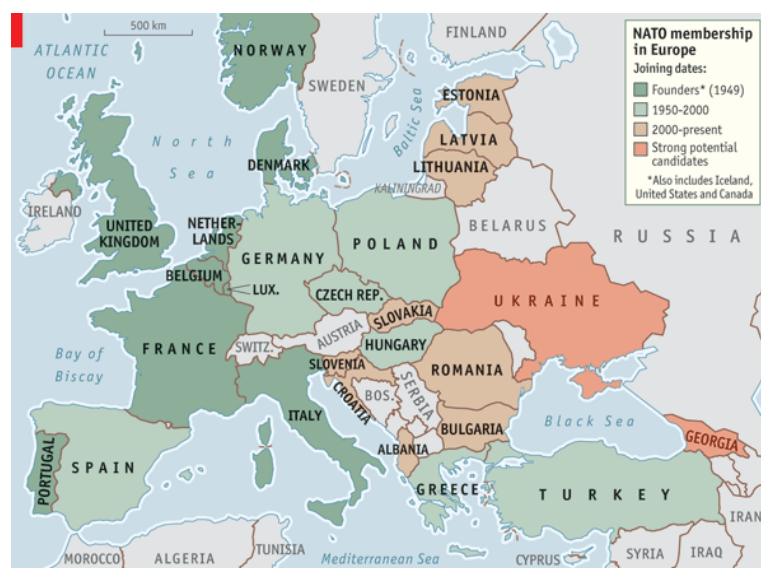 500 km
ATLANTIC
OCEAN
NORWAY
SWEDEN
FINLAND
NATO membership
in Europe
Joining dates:
Founders* (1949)
1950-2000
2000-present
Strong potential
candidates
*Also includes Iceland,
United States and Canada
North
Sea
Baltic Sea
ESTONIA
LATVIA
LITHUANIA
KALININGRAD
DENMARK
IRELAND
UNITED
KINGDOM
NETHER-
LANDS
BELGIUM
LUX.
GERMANY
POLAND
BELARUS
RUSSIA
CZECH REP.
SLOVAKIA
UKRAINE
Bay of
Biscay
FRANCE
SWITZ.
AUSTRIA
HUNGARY
SLOVENIA
CROATIA
BOS.
SERBIA
ROMANIA
ITALY
BULGARIA
Black Sea
GEORGIA
ALBANIA
PORTUGAL
SPAIN
GREECE
TURKEY
MOROCCO
ALGERIA
TUNISIA
Mediterranean Sea
CYPRUS
SYRIA
IRAQ
IRAN